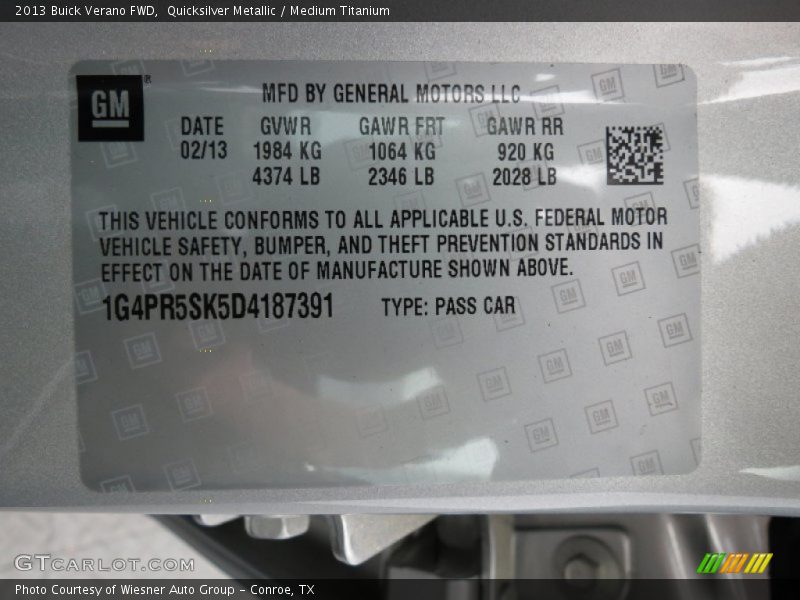 2013 Buick Verano FWD, Quicksilver Metallic / Medium Titanium
GM ®
MFD BY GENERAL MOTORS LLC
DATE GVWR GAWR FRT GAWR RR
02/13 1984 KG 1064 KG 920 KG
4374 LB 2346 LB 2028 LB
THIS VEHICLE CONFORMS TO ALL APPLICABLE U.S. FEDERAL MOTOR
VEHICLE SAFETY, BUMPER, AND THEFT PREVENTION STANDARDS IN
EFFECT ON THE DATE OF MANUFACTURE SHOWN ABOVE.
1G4PR5SK5D4187391 TYPE: PASS CAR
GTCARLOT.COM
Photo Courtesy of Wiesner Auto Group - Conroe, TX